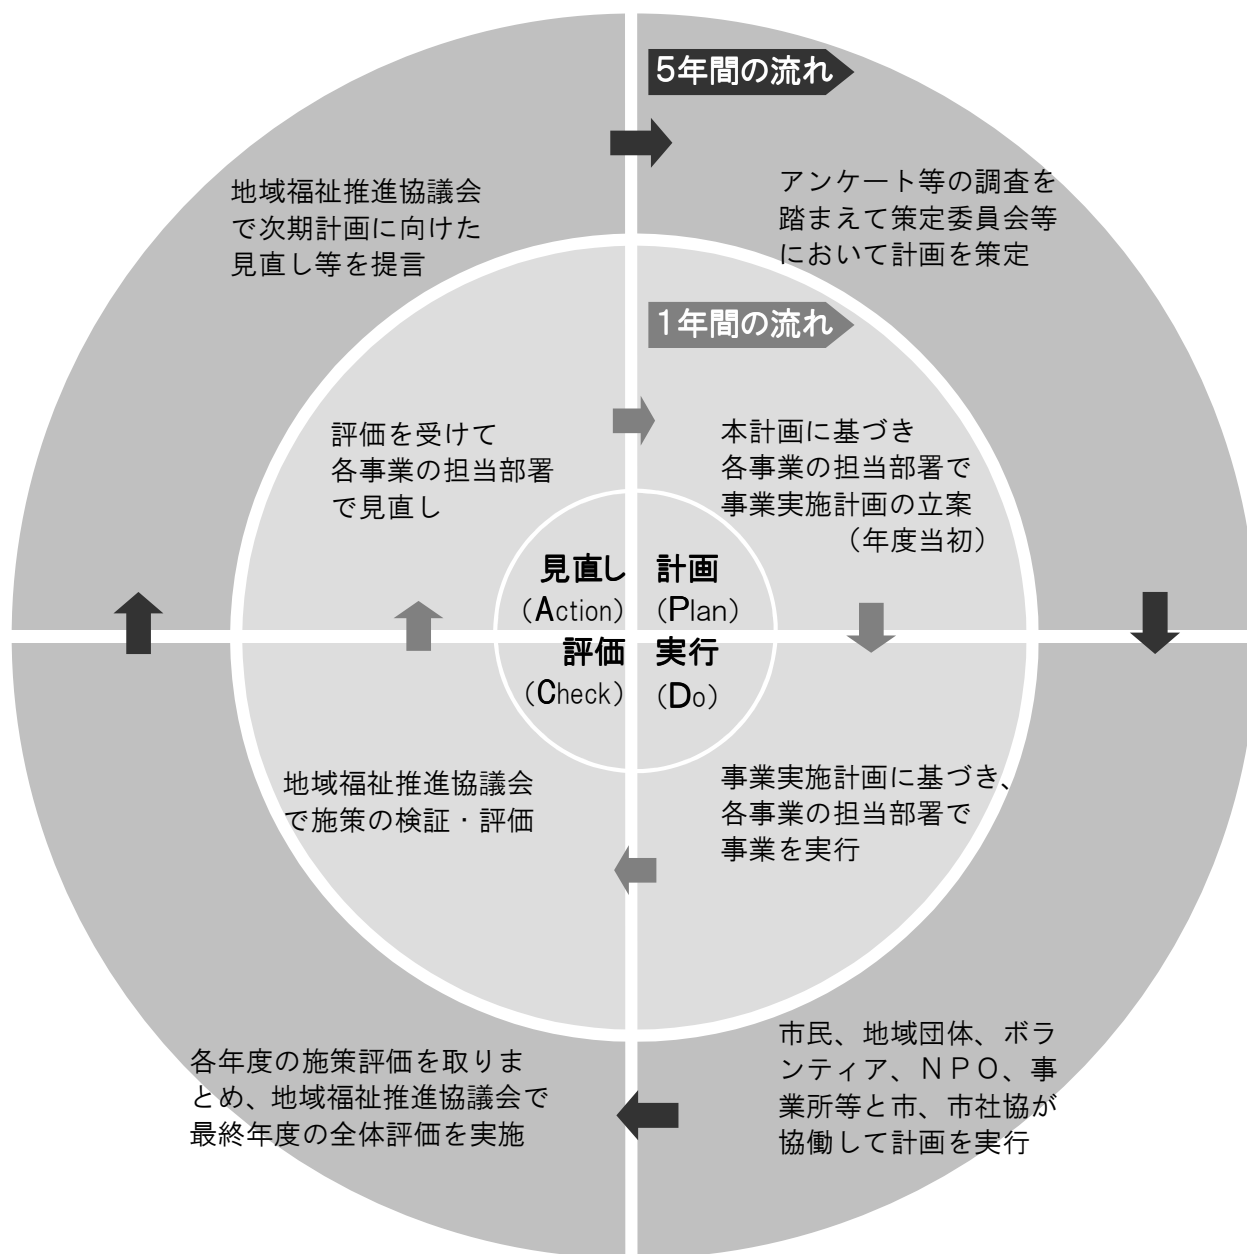 5年間の流れ
地域福祉推進協議会
で次期計画に向けた
見直し等を提言
アンケート等の調査を
踏まえて策定委員会等
において計画を策定
1年間の流れ
評価を受けて
各事業の担当部署
で見直し
本計画に基づき
各事業の担当部署で
事業実施計画の立案
（年度当初）
見直し
（Action）
計画
（Plan）
評価
（Check）
実行
（Do）
地域福祉推進協議会
で施策の検証・評価
事業実施計画に基づき、
各事業の担当部署で
事業を実行
各年度の施策評価を取りま
とめ、地域福祉推進協議会で
最終年度の全体評価を実施
市民、地域団体、ボラ
ンティア、ＮＰＯ、事
業所等と市、市社協が
協働して計画を実行